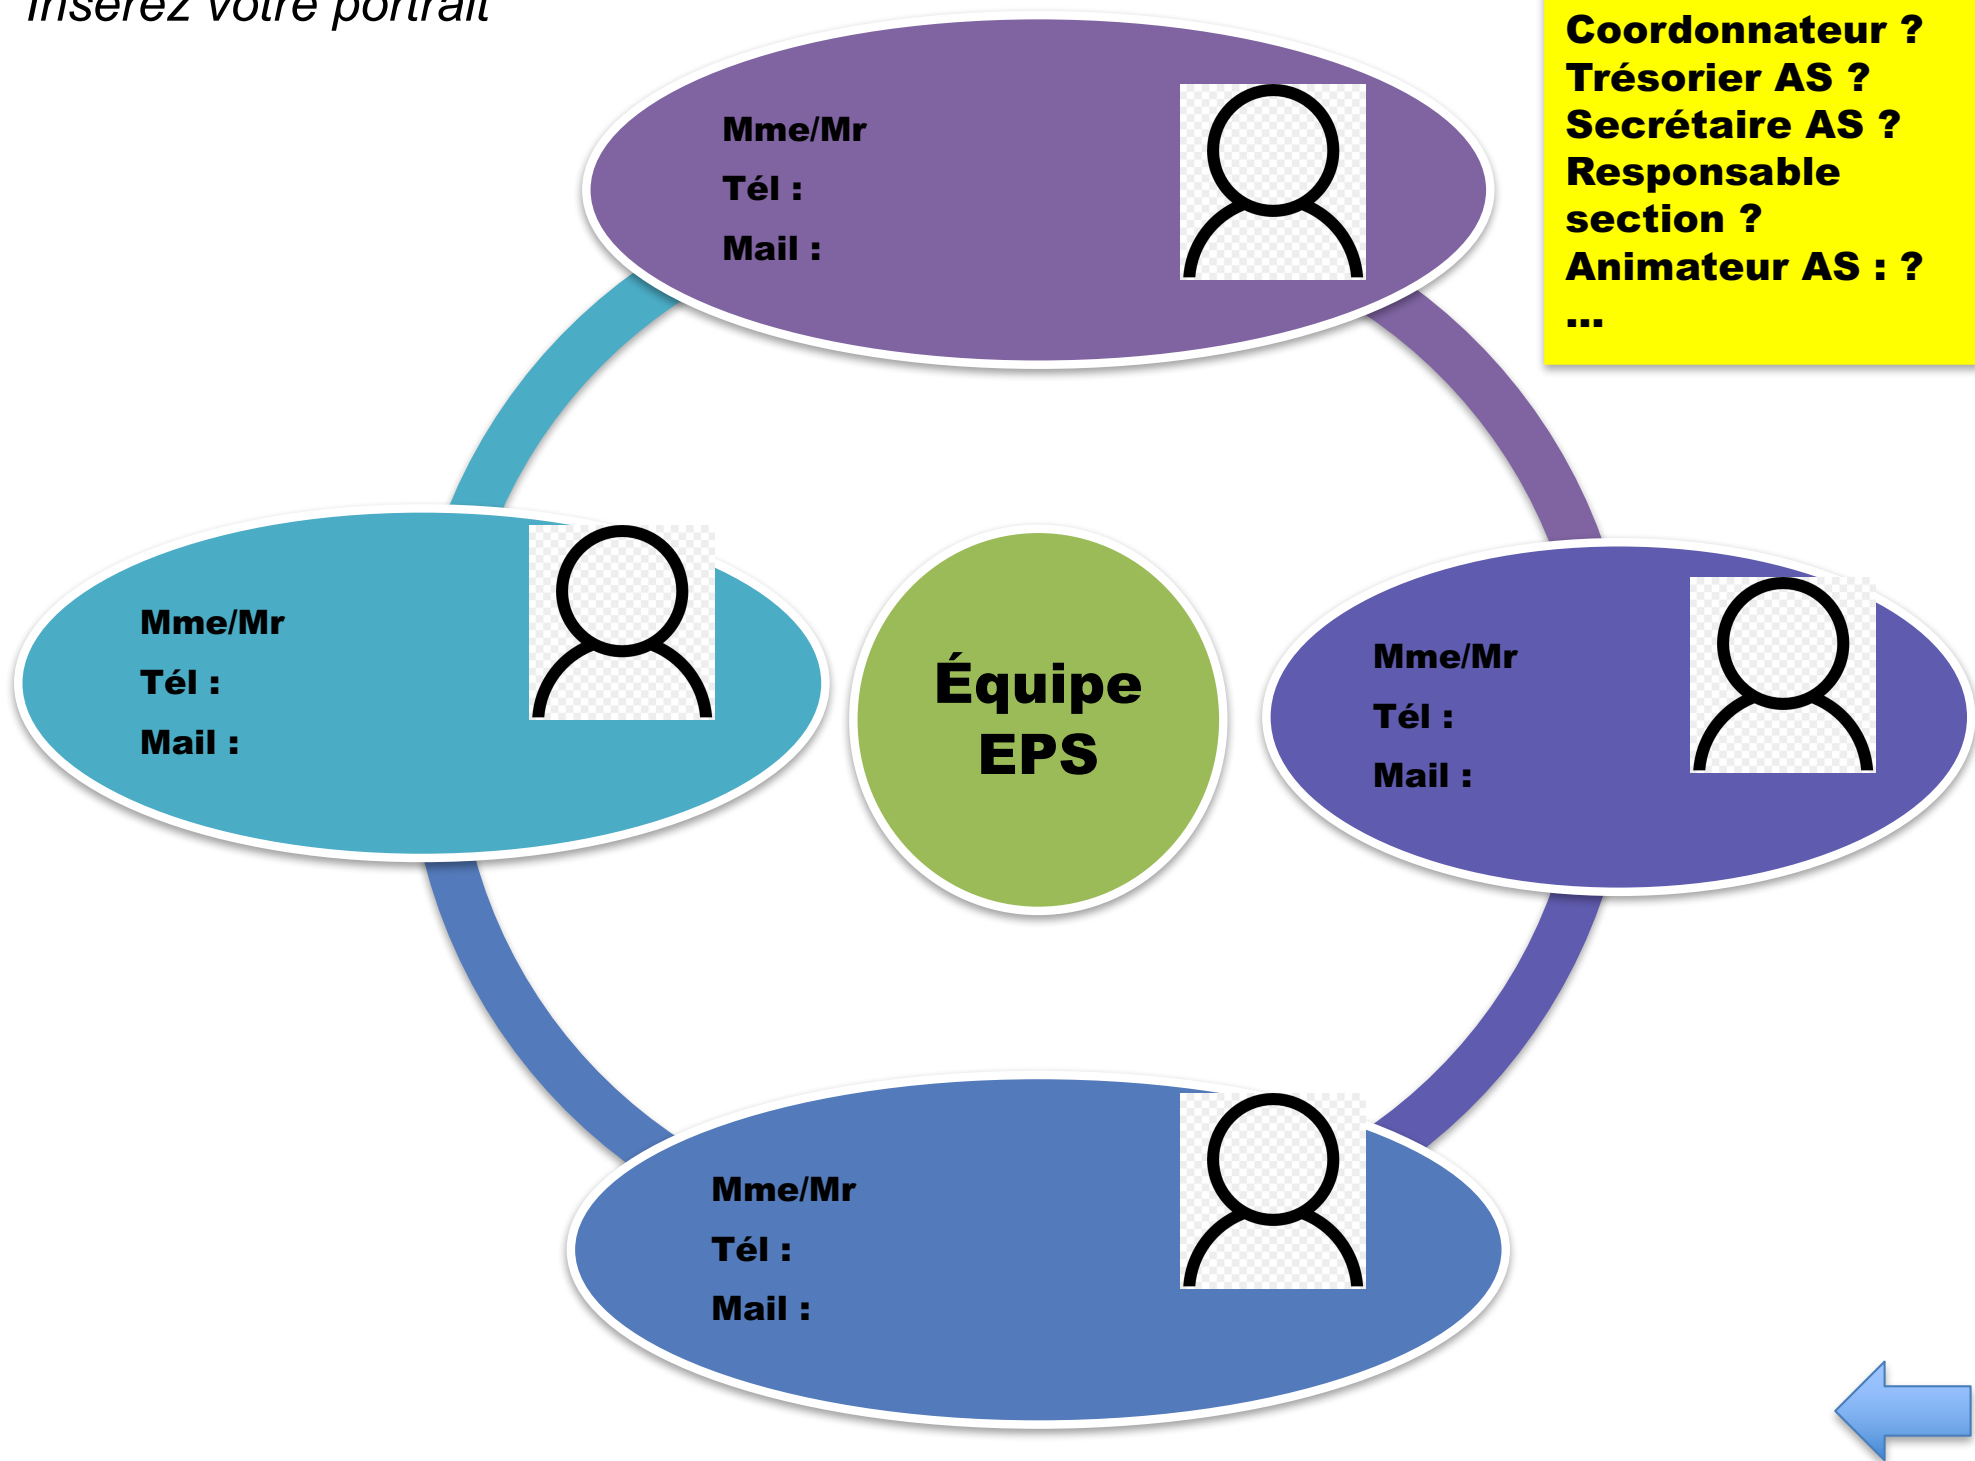 Insérez votre portrait
Coordonnateur ?
Trésorier AS ?
Secrétaire AS ?
Responsable
section ?
Animateur AS : ?
...
Mme/Mr
Tél :
Mail :
Mme/Mr
Tél :
Mail :
Équipe
EPS
Mme/Mr
Tél :
Mail :
Mme/Mr
Tél :
Mail :